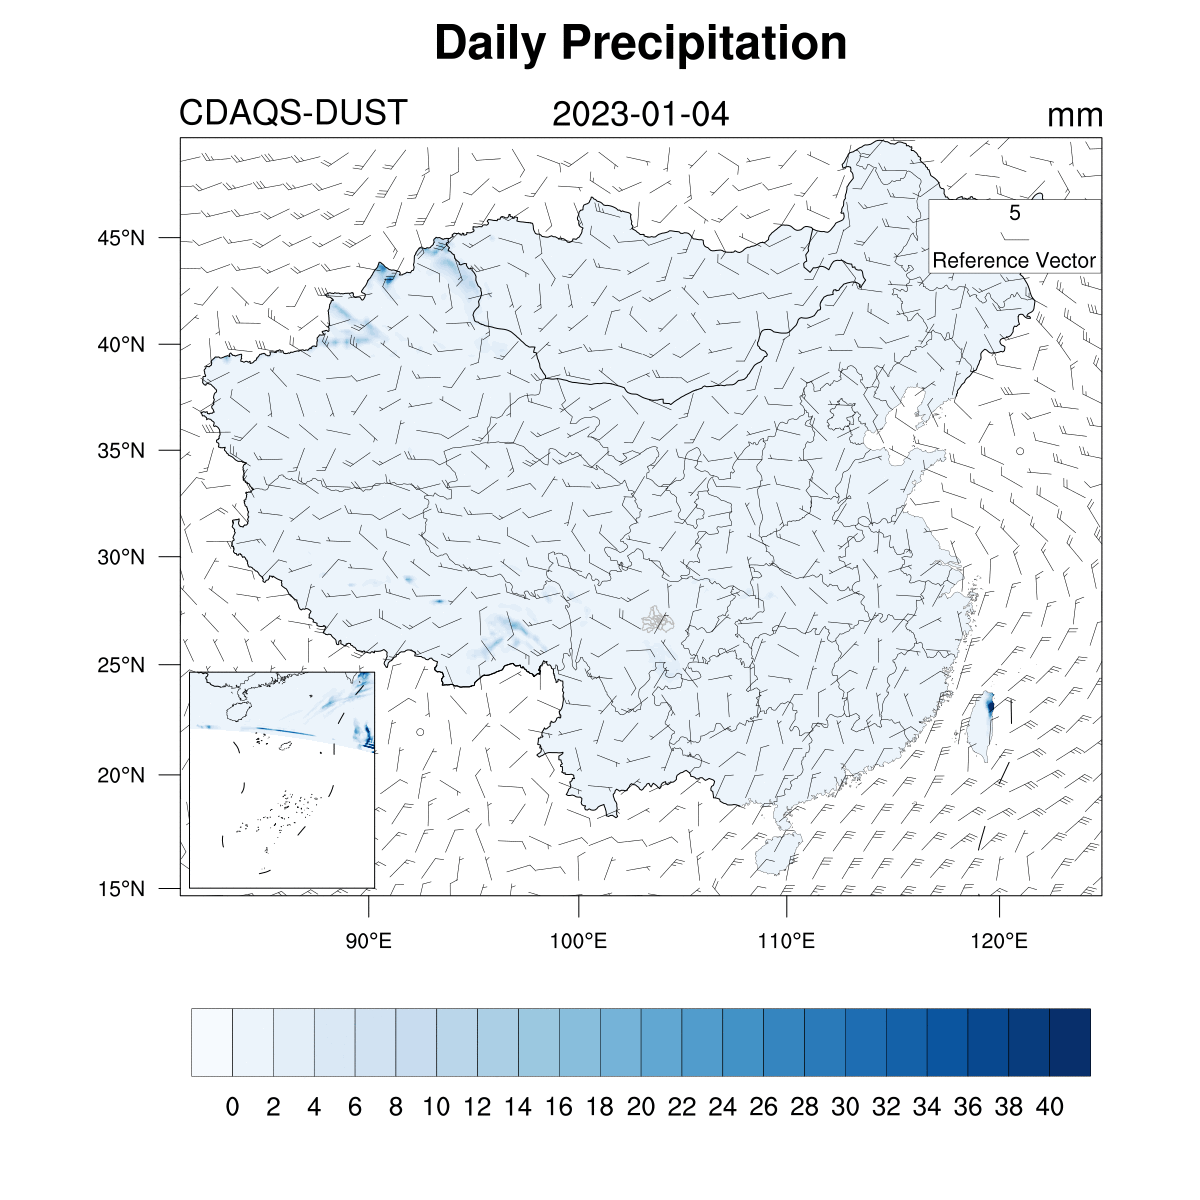 Daily Precipitation
CDAQS-DUST 2023-01-04 mm
5
Reference Vector
45°N
40°N
35°N
30°N
25°N
20°N
15°N
90°E 100°E 110°E 120°E
0 2 4 6 8 10 12 14 16 18 20 22 24 26 28 30 32 34 36 38 40